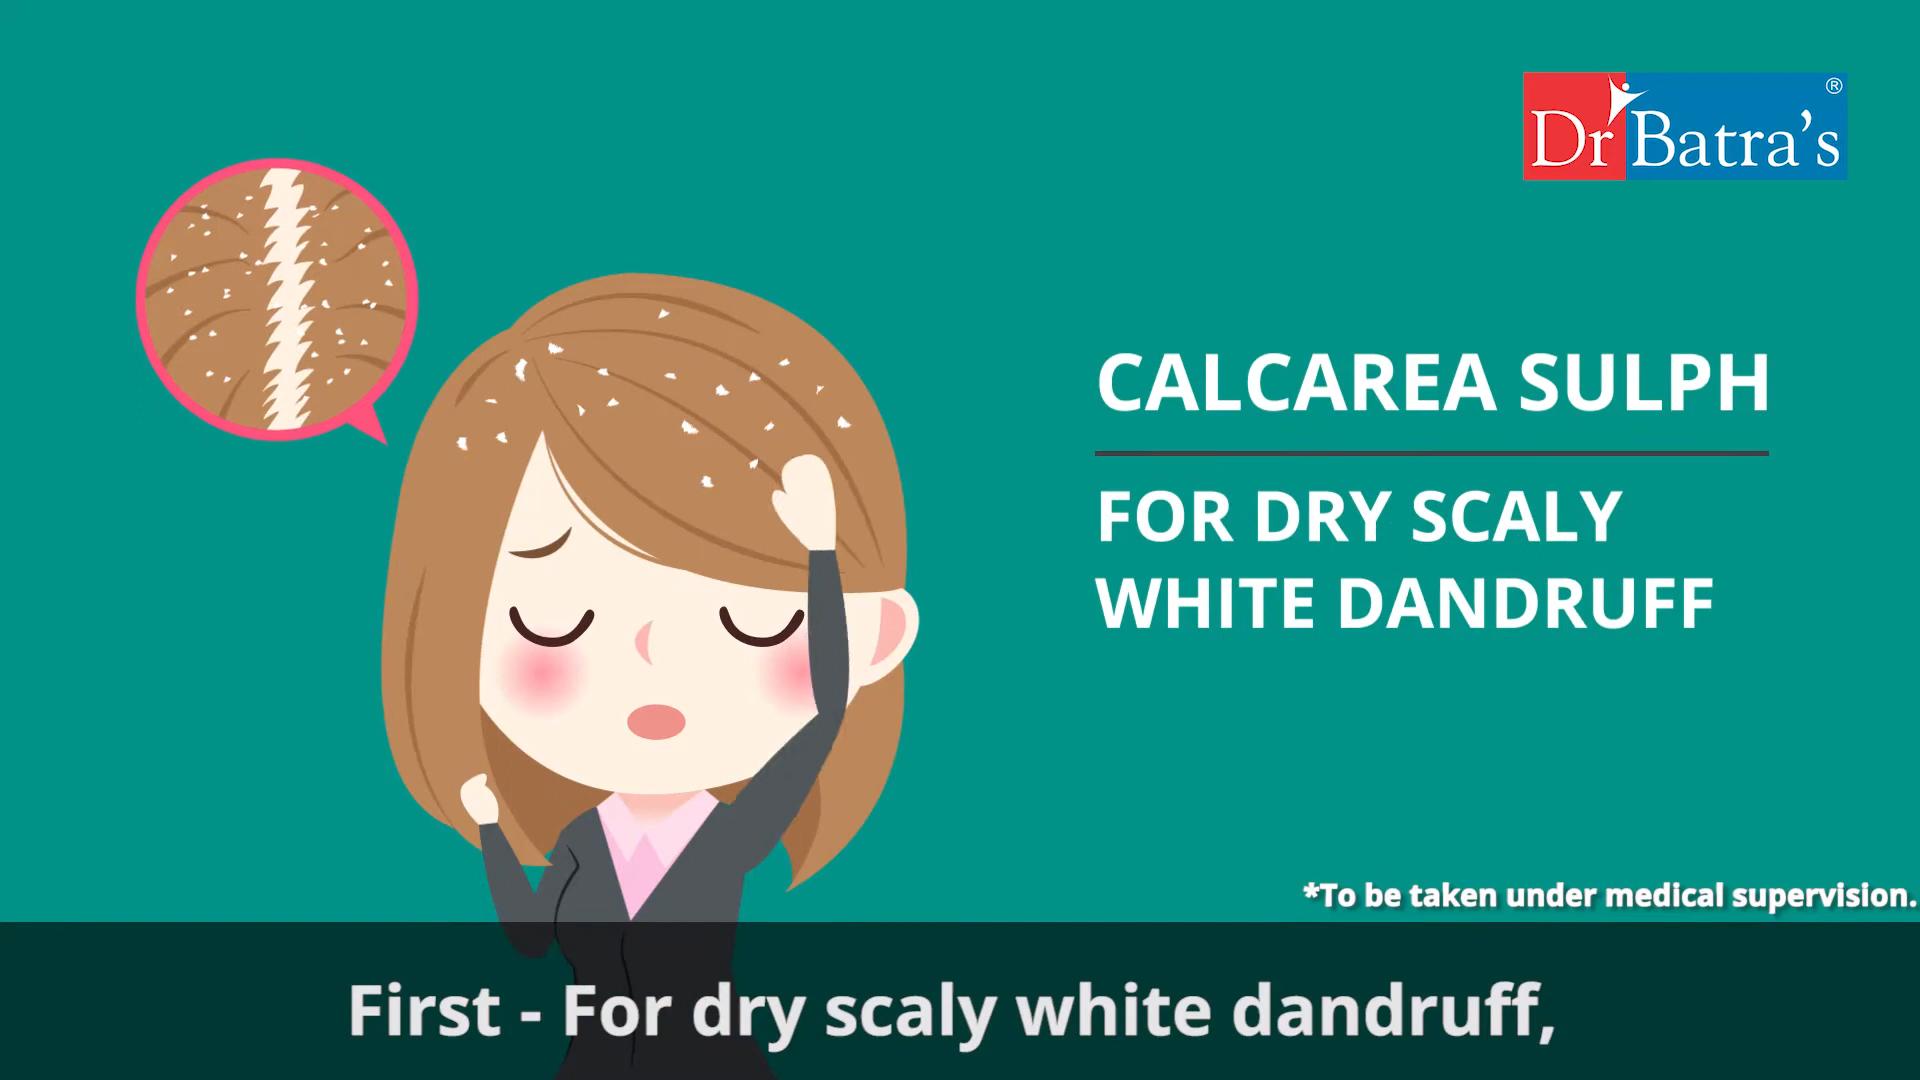 Dr Batra's ®
CALCAREA SULPH
FOR DRY SCALY
WHITE DANDRUFF
*To be taken under medical supervision.
First - For dry scaly white dandruff,